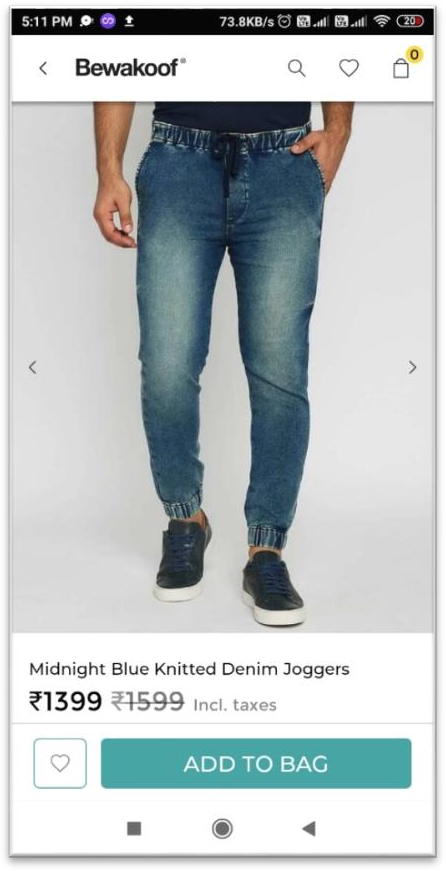 5:11 PM 73.8KB/s 20
Bewakoof®
0
Midnight Blue Knitted Denim Joggers
₹1399 ₹1599 Incl. taxes
ADD TO BAG